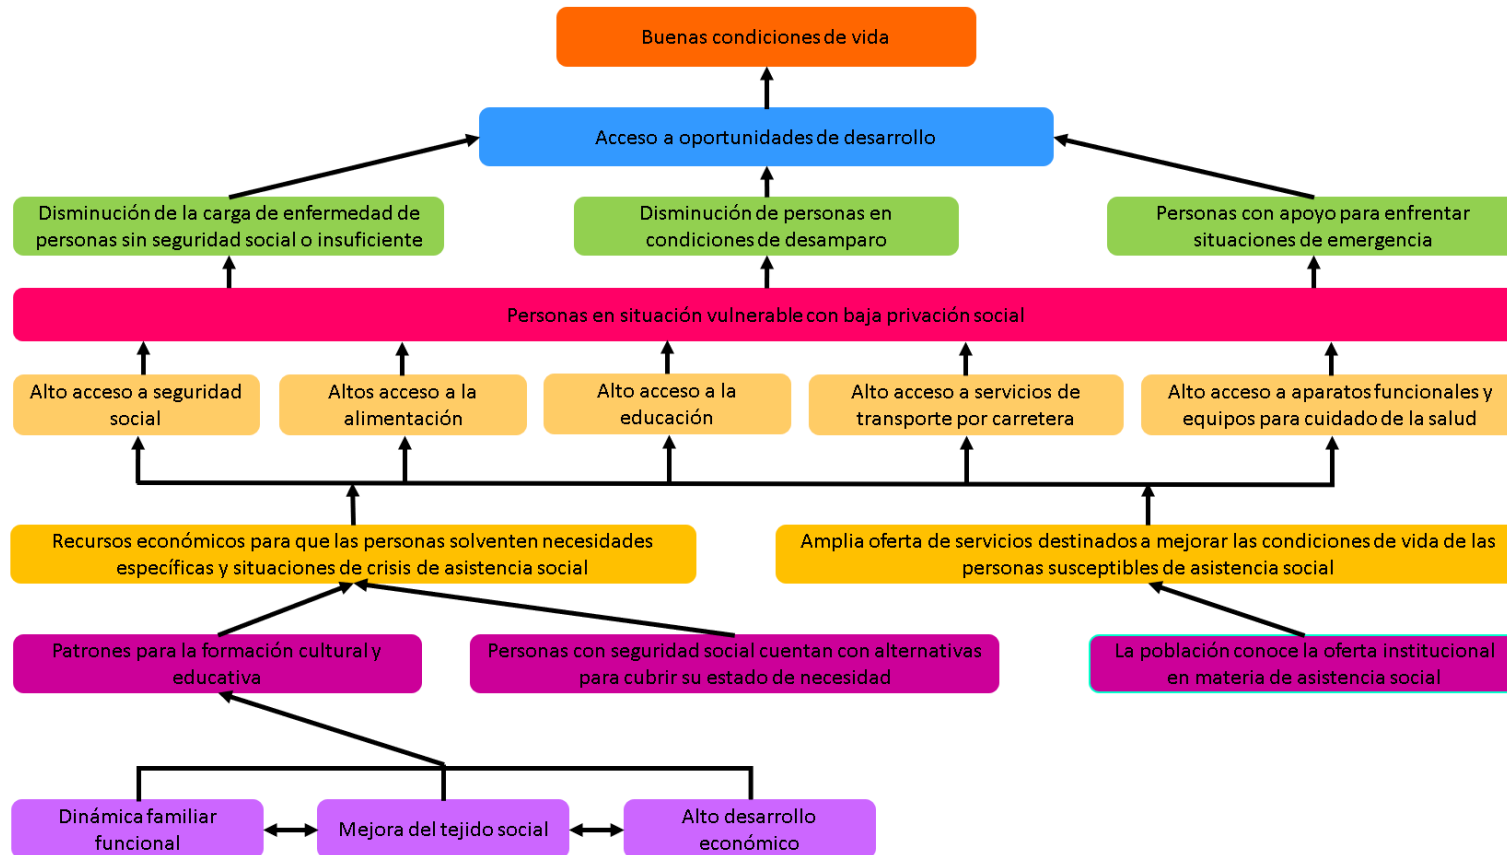 Buenas condiciones de vida
Acceso a oportunidades de desarrollo
Disminución de la carga de enfermedad de
personas sin seguridad social o insuficiente
Disminución de personas en
condiciones de desamparo
Personas con apoyo para enfrentar
situaciones de emergencia
Personas en situación vulnerable con baja privación social
Alto acceso a seguridad
social
Altos acceso a la
alimentación
Alto acceso a la
educación
Alto acceso a servicios de
transporte por carretera
Alto acceso a aparatos funcionales y
equipos para cuidado de la salud
Recursos económicos para que las personas solventen necesidades
específicas y situaciones de crisis de asistencia social
Amplia oferta de servicios destinados a mejorar las condiciones de vida de las
personas susceptibles de asistencia social
Patrones para la formación cultural y
educativa
Personas con seguridad social cuentan con alternativas
para cubrir su estado de necesidad
La población conoce la oferta institucional
en materia de asistencia social
Dinámica familiar
funcional
Mejora del tejido social
Alto desarrollo
económico